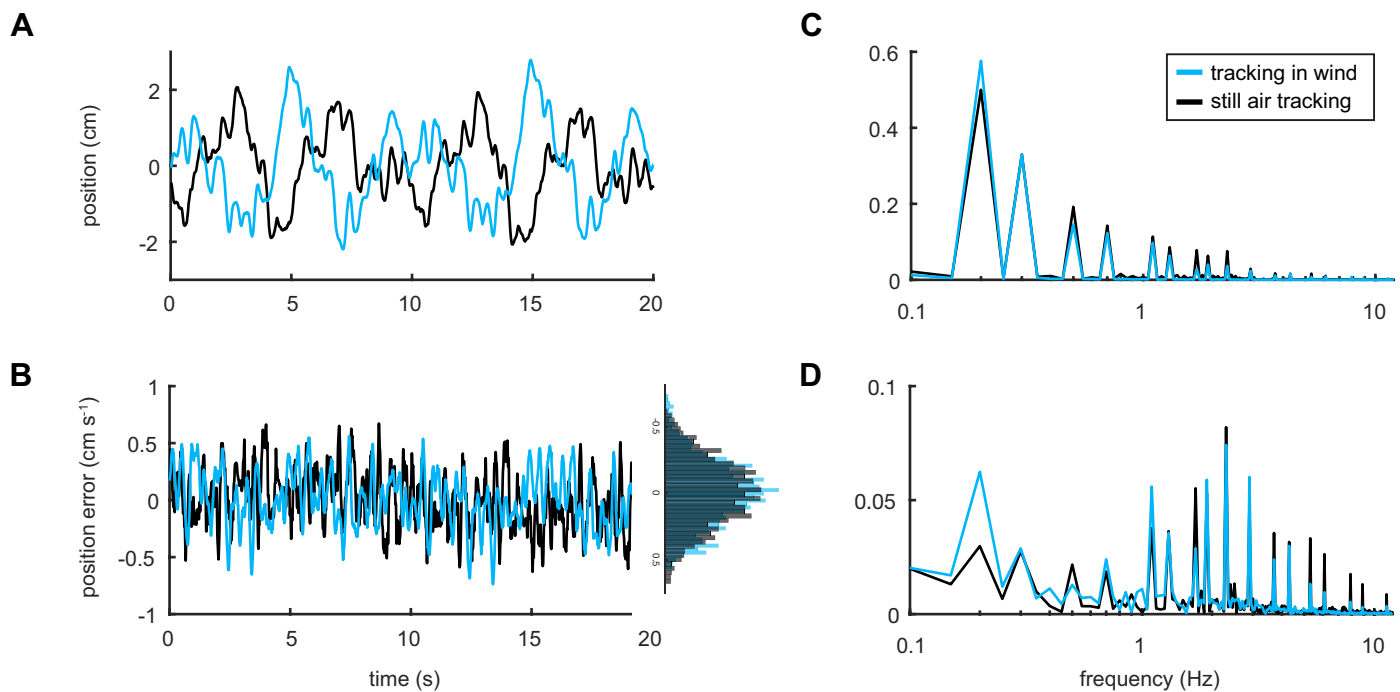 A
position (cm)
2
0
-2
0 5 10 15 20
B
position error (cm s⁻¹)
1
0.5
0
-0.5
-1
0 5 10 15 20
time (s)
-0.5
0
0.5
C
0.6
0.4
0.2
0
0.1 1 10
tracking in wind
still air tracking
D
0.1
0.05
0
0.1 1 10
frequency (Hz)